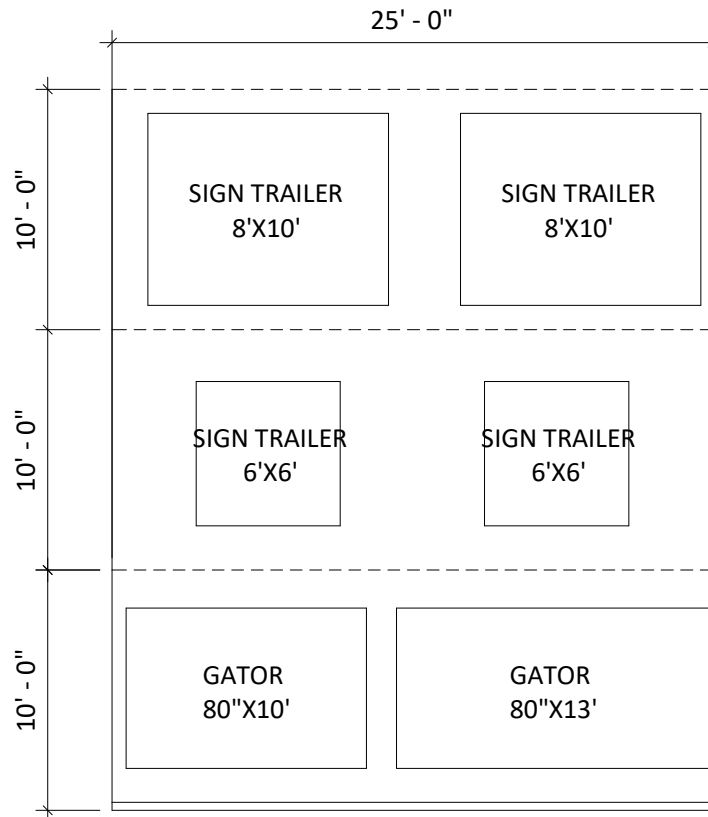 25' - 0"
10' - 0"
SIGN TRAILER
8'X10'
SIGN TRAILER
8'X10'
10' - 0"
SIGN TRAILER
6'X6'
SIGN TRAILER
6'X6'
10' - 0"
GATOR
80"X10'
GATOR
80"X13'